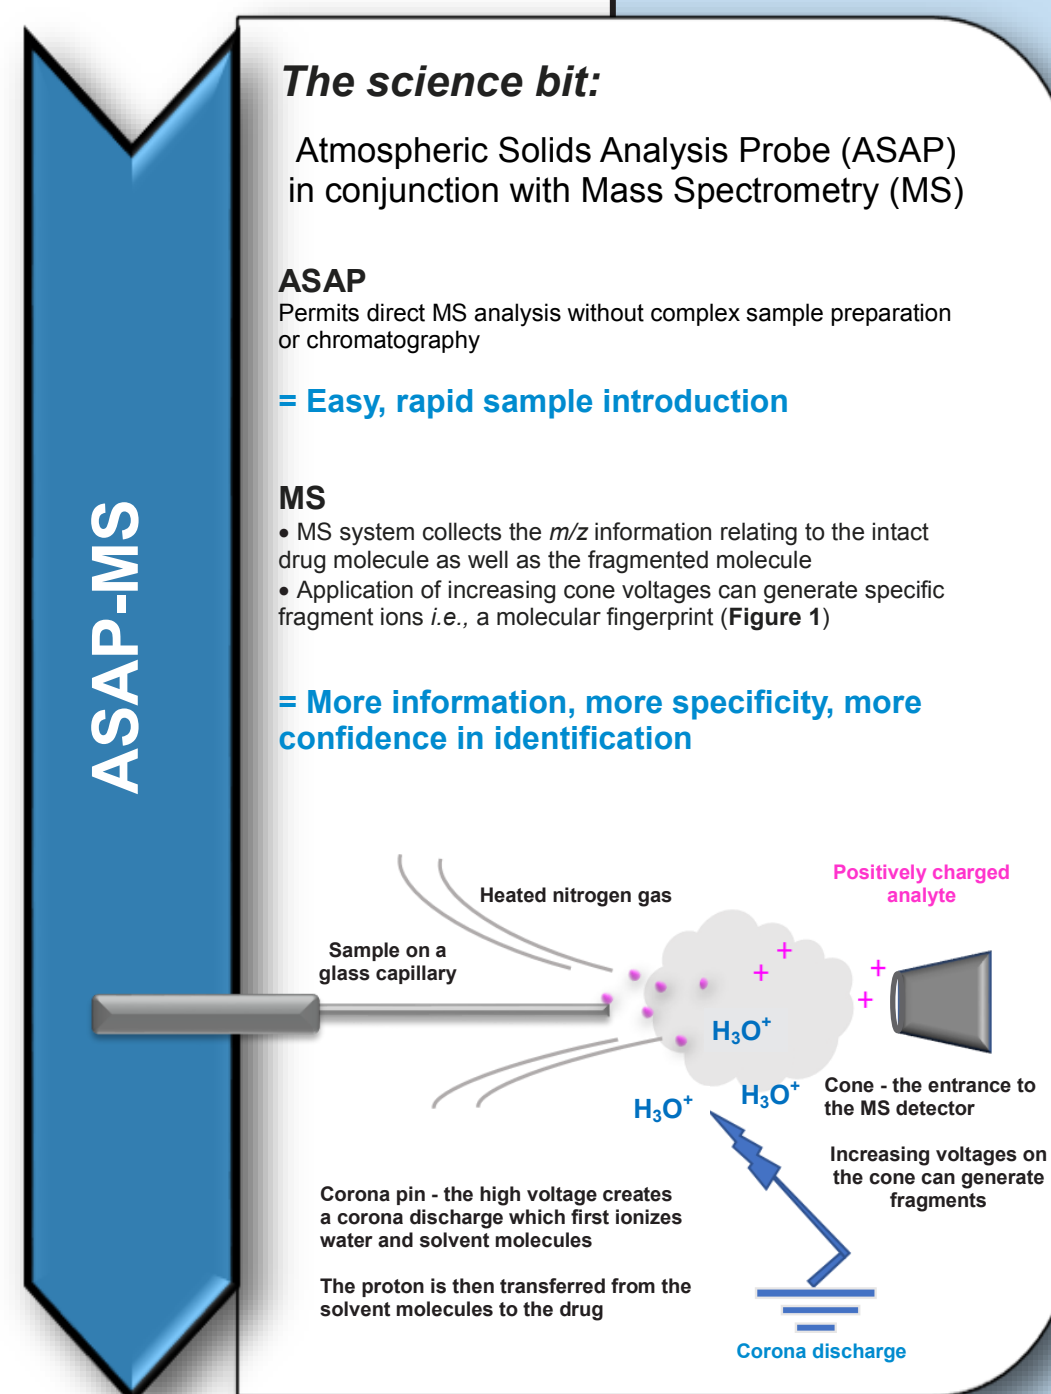 The science bit:
Atmospheric Solids Analysis Probe (ASAP)
in conjunction with Mass Spectrometry (MS)
ASAP
Permits direct MS analysis without complex sample preparation
or chromatography
= Easy, rapid sample introduction
MS
• MS system collects the m/z information relating to the intact
drug molecule as well as the fragmented molecule
• Application of increasing cone voltages can generate specific
fragment ions i.e., a molecular fingerprint (Figure 1)
= More information, more specificity, more
confidence in identification
ASAP-MS
Positively charged
analyte
Heated nitrogen gas
Sample on a
glass capillary
+
+
+
+
H₃O⁺
H₃O⁺
H₃O⁺
Cone - the entrance to
the MS detector
Increasing voltages on
the cone can generate
fragments
Corona pin - the high voltage creates
a corona discharge which first ionizes
water and solvent molecules
The proton is then transferred from the
solvent molecules to the drug
Corona discharge